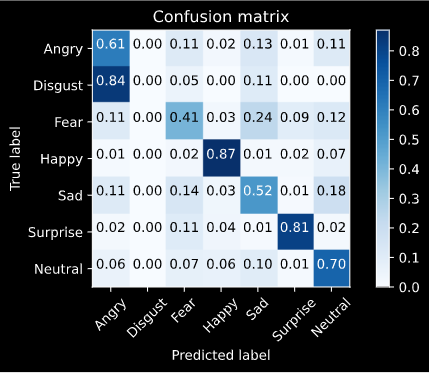 Confusion matrix
True label
Angry 0.61 0.00 0.11 0.02 0.13 0.01 0.11
Disgust 0.84 0.00 0.05 0.00 0.11 0.00 0.00
Fear 0.11 0.00 0.41 0.03 0.24 0.09 0.12
Happy 0.01 0.00 0.02 0.87 0.01 0.02 0.07
Sad 0.11 0.00 0.14 0.03 0.52 0.01 0.18
Surprise 0.02 0.00 0.11 0.04 0.01 0.81 0.02
Neutral 0.06 0.00 0.07 0.06 0.10 0.01 0.70
Angry Disgust Fear Happy Sad Surprise Neutral
Predicted label
0.8
0.7
0.6
0.5
0.4
0.3
0.2
0.1
0.0